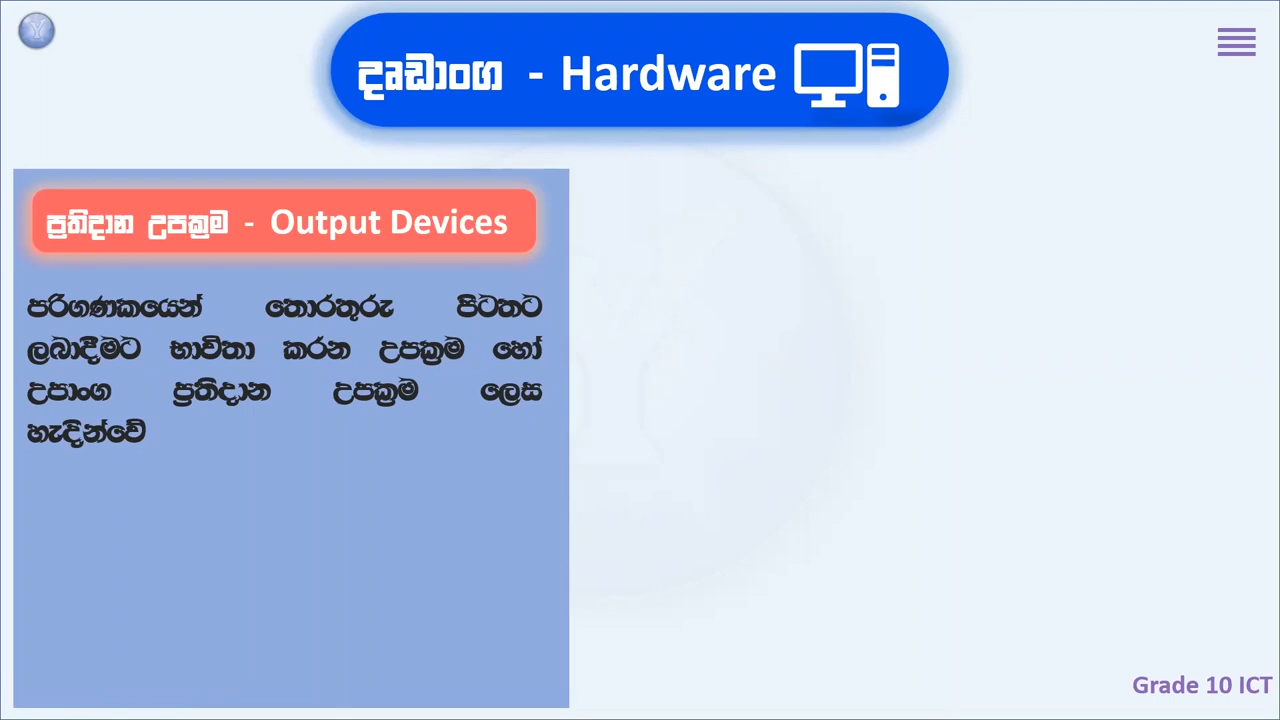 දෘඩාංග - Hardware
ප්‍රතිදාන උපක්‍රම - Output Devices
පරිගණකයෙන් තොරතුරු පිටතට
ලබාදීමට භාවිතා කරන උපක්‍රම හෝ
උපාංග ප්‍රතිදාන උපක්‍රම ලෙස
හැඳින්වේ
Grade 10 ICT